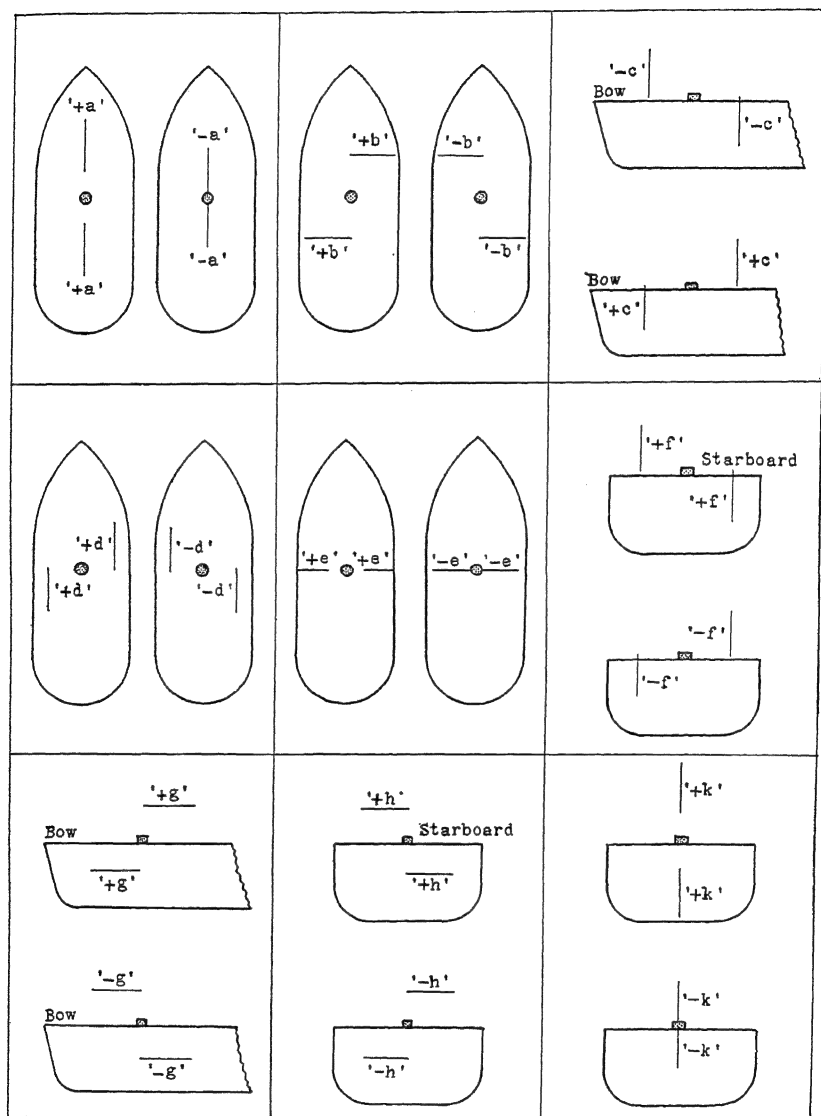 '+a'
'-a'
'+a'
'-a'
'+b'
'-b'
'+b'
'-b'
'-c'
Bow
'-c'
'+c'
Bow
'+c'
'+d'
'-d'
'+d'
'-d'
'+e' '+e'
'-e' '-e'
'+f'
Starboard
'+f'
'-f'
'-f'
'+g'
Bow
'+g'
'-g'
Bow
'-g'
'+h'
Starboard
'+h'
'-h'
'-h'
'+k'
'+k'
'-k'
'-k'